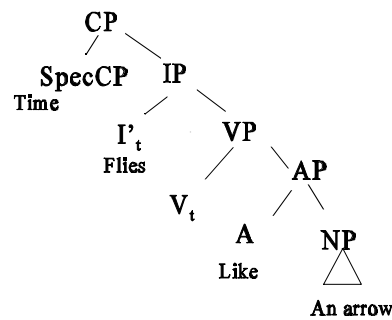 CP
SpecCP IP
Time
I't VP
Flies
Vt AP
A NP
Like
An arrow